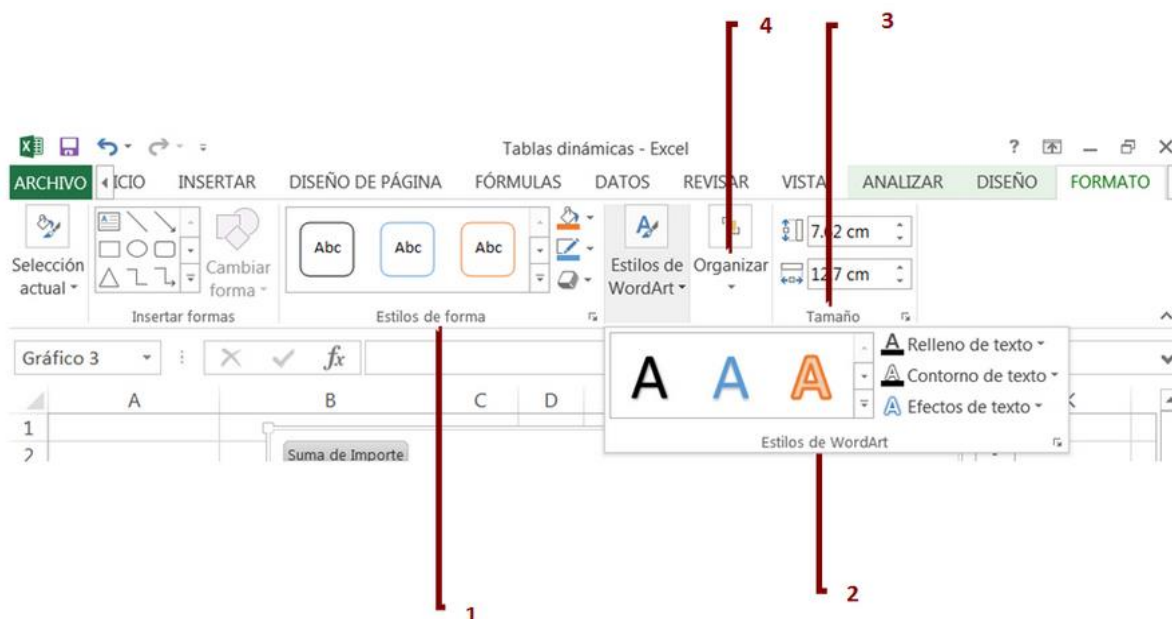 4
3
Tablas dinámicas - Excel
?
ARCHIVO ICIO INSERTAR DISEÑO DE PÁGINA FÓRMULAS DATOS REVISAR VISTA ANALIZAR DISEÑO FORMATO
Selección actual
Cambiar forma
Insertar formas
Abc Abc Abc
Estilos de forma
Estilos de WordArt
Organizar
7.62 cm
12.7 cm
Tamaño
Gráfico 3
fx
A A A
Relleno de texto
Contorno de texto
Efectos de texto
Estilos de WordArt
A B C D K
1
2
Suma de Importe
1
2